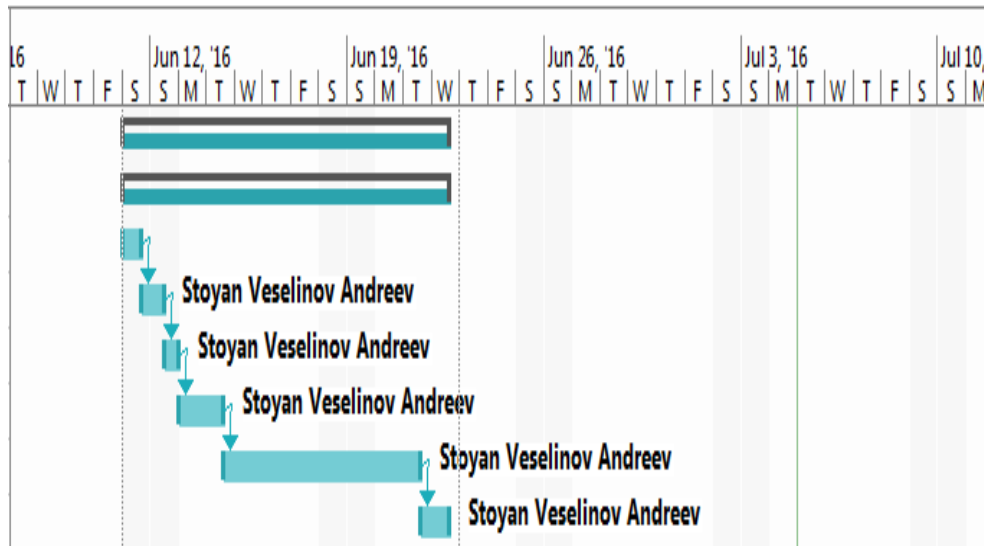 16 Jun 12, '16 Jun 19, '16 Jun 26, '16 Jul 3, '16 Jul 10,
T W T F S S M T W T F S S M T W T F S S M T W T F S S M T W T F S S M
Stoyan Veselinov Andreev
Stoyan Veselinov Andreev
Stoyan Veselinov Andreev
Stoyan Veselinov Andreev
Stoyan Veselinov Andreev